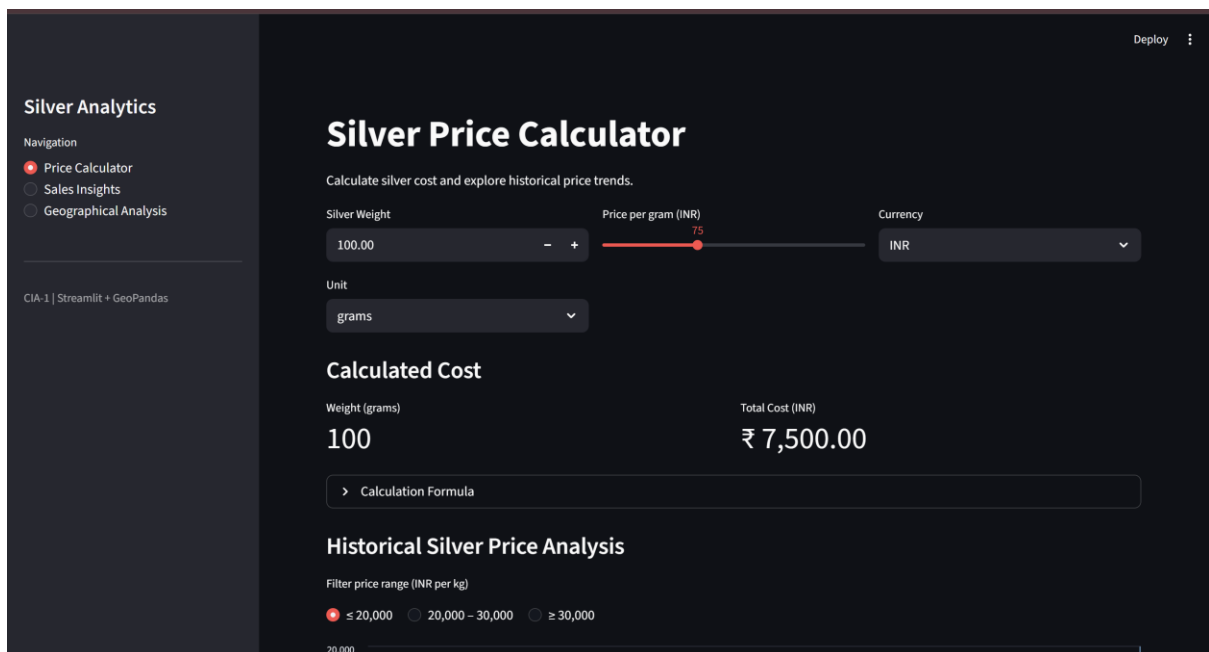 Deploy
Silver Analytics
Navigation
Price Calculator
Sales Insights
Geographical Analysis
CIA-1 | Streamlit + GeoPandas
Silver Price Calculator
Calculate silver cost and explore historical price trends.
Silver Weight
100.00
− +
Price per gram (INR)
75
Currency
INR
Unit
grams
Calculated Cost
Weight (grams)
100
Total Cost (INR)
₹ 7,500.00
Calculation Formula
Historical Silver Price Analysis
Filter price range (INR per kg)
≤ 20,000 20,000 – 30,000 ≥ 30,000
20,000